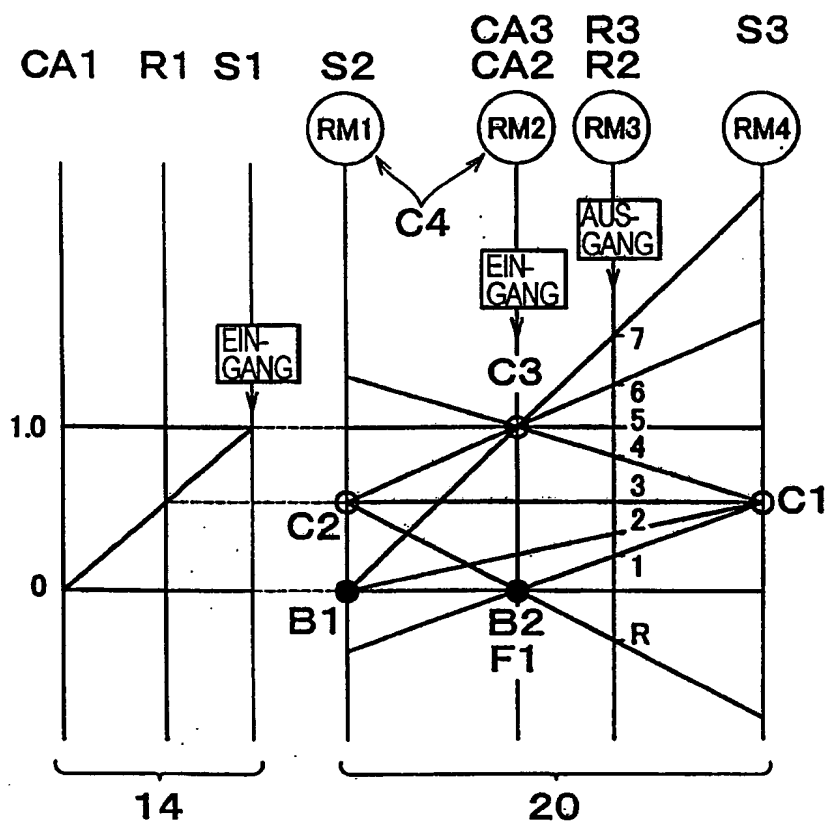 CA3 R3 S3
CA1 R1 S1 S2 CA2 R2
RM1 RM2 RM3 RM4
C4
AUS-
GANG
EIN-
GANG
EIN-
GANG
7
C3
6
1.0
5
4
3
C1
C2
2
1
0
B1
B2
F1
R
14
20